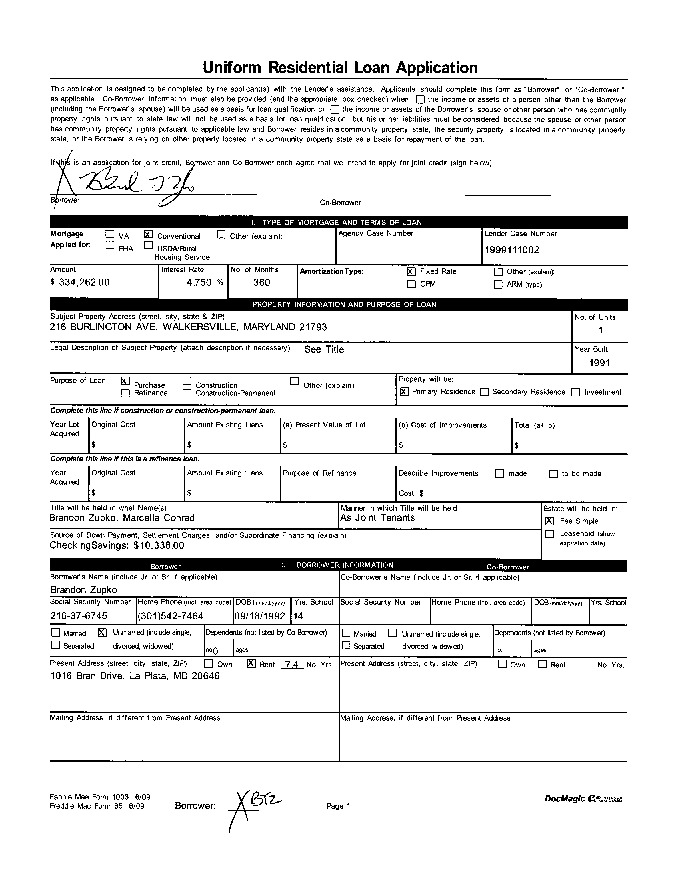 Uniform Residential Loan Application
This application is designed to be completed by the applicant(s) with the Lender's assistance. Applicants should complete this form as "Borrower" or "Co-Borrower,"
as applicable. Co-Borrower information must also be provided (and the appropriate box checked) when the income or assets of a person other than the Borrower
(including the Borrower's spouse) will be used as a basis for loan qualification or the income or assets of the Borrower's spouse or other person who has community
property rights pursuant to state law will not be used as a basis for loan qualification, but his or her liabilities must be considered because the spouse or other person
has community property rights pursuant to applicable law and Borrower resides in a community property state, the security property is located in a community property
state, or the Borrower is relying on other property located in a community property state as a basis for repayment of the loan.
If this is an application for joint credit, Borrower and Co-Borrower each agree that we intend to apply for joint credit (sign below)
Borrower Co-Borrower
I. TYPE OF MORTGAGE AND TERMS OF LOAN
Mortgage Applied for: VA X Conventional Other (explain): Agency Case Number Lender Case Number
FHA USDA/Rural Housing Service 1999111002
Amount Interest Rate No. of Months Amortization Type: X Fixed Rate Other (explain):
$ 334,262.00 4.750 % 360 GPM ARM (type):
PROPERTY INFORMATION AND PURPOSE OF LOAN
Subject Property Address (street, city, state & ZIP) No. of Units
216 BURLINGTON AVE. WALKERSVILLE, MARYLAND 21793 1
Legal Description of Subject Property (attach description if necessary) See Title Year Built
1991
Purpose of Loan X Purchase Construction Other (explain) Property will be:
Refinance Construction-Permanent X Primary Residence Secondary Residence Investment
Complete this line if construction or construction-permanent loan.
Year Lot Acquired Original Cost Amount Existing Liens (a) Present Value of Lot (b) Cost of Improvements Total (a+b)
$ $ $ $ $
Complete this line if this is a refinance loan.
Year Acquired Original Cost Amount Existing Liens Purpose of Refinance Describe Improvements made to be made
$ $ Cost: $
Title will be held in what Name(s) Manner in which Title will be held Estate will be held in:
Brandon Zupko, Marcella Conrad As Joint Tenants X Fee Simple
Source of Down Payment, Settlement Charges, and/or Subordinate Financing (explain) Leasehold (show
CheckingSavings: $10,338.00 expiration date)
Borrower BORROWER INFORMATION Co-Borrower
Borrower's Name (include Jr. or Sr. if applicable) Co-Borrower's Name (include Jr. or Sr. if applicable)
Brandon Zupko
Social Security Number Home Phone (incl. area code) DOB (mm/dd/yyyy) Yrs. School Social Security Number Home Phone (incl. area code) DOB (mm/dd/yyyy) Yrs. School
216-37-6745 (301)542-7464 09/18/1992 14
Married X Unmarried (include single, Dependents (not listed by Co-Borrower) Married Unmarried (include single, Dependents (not listed by Borrower)
Separated divorced, widowed) no. 0 ages Separated divorced, widowed) ages
Present Address (street, city, state, ZIP) Own X Rent 7.4 No. Yrs. Present Address (street, city, state, ZIP) Own Rent No. Yrs.
1016 Bran Drive, La Plata, MD 20646
Mailing Address, if different from Present Address Mailing Address, if different from Present Address
Fannie Mae Form 1003 6/09
Freddie Mac Form 65 6/09 Borrower: X BTZ Page 1 DocMagic